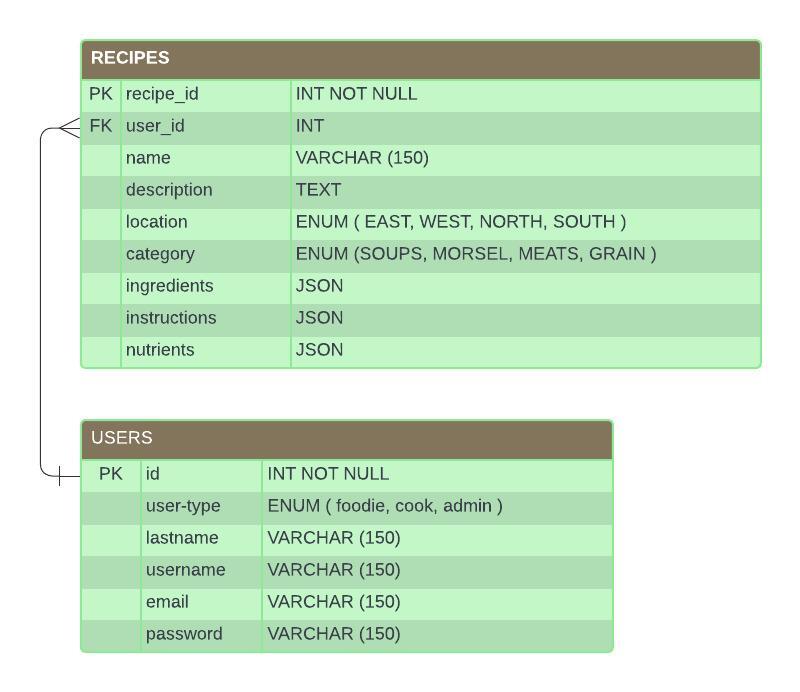 RECIPES
PK recipe_id INT NOT NULL
FK user_id INT
name VARCHAR (150)
description TEXT
location ENUM ( EAST, WEST, NORTH, SOUTH )
category ENUM (SOUPS, MORSEL, MEATS, GRAIN )
ingredients JSON
instructions JSON
nutrients JSON
USERS
PK id INT NOT NULL
user-type ENUM ( foodie, cook, admin )
lastname VARCHAR (150)
username VARCHAR (150)
email VARCHAR (150)
password VARCHAR (150)